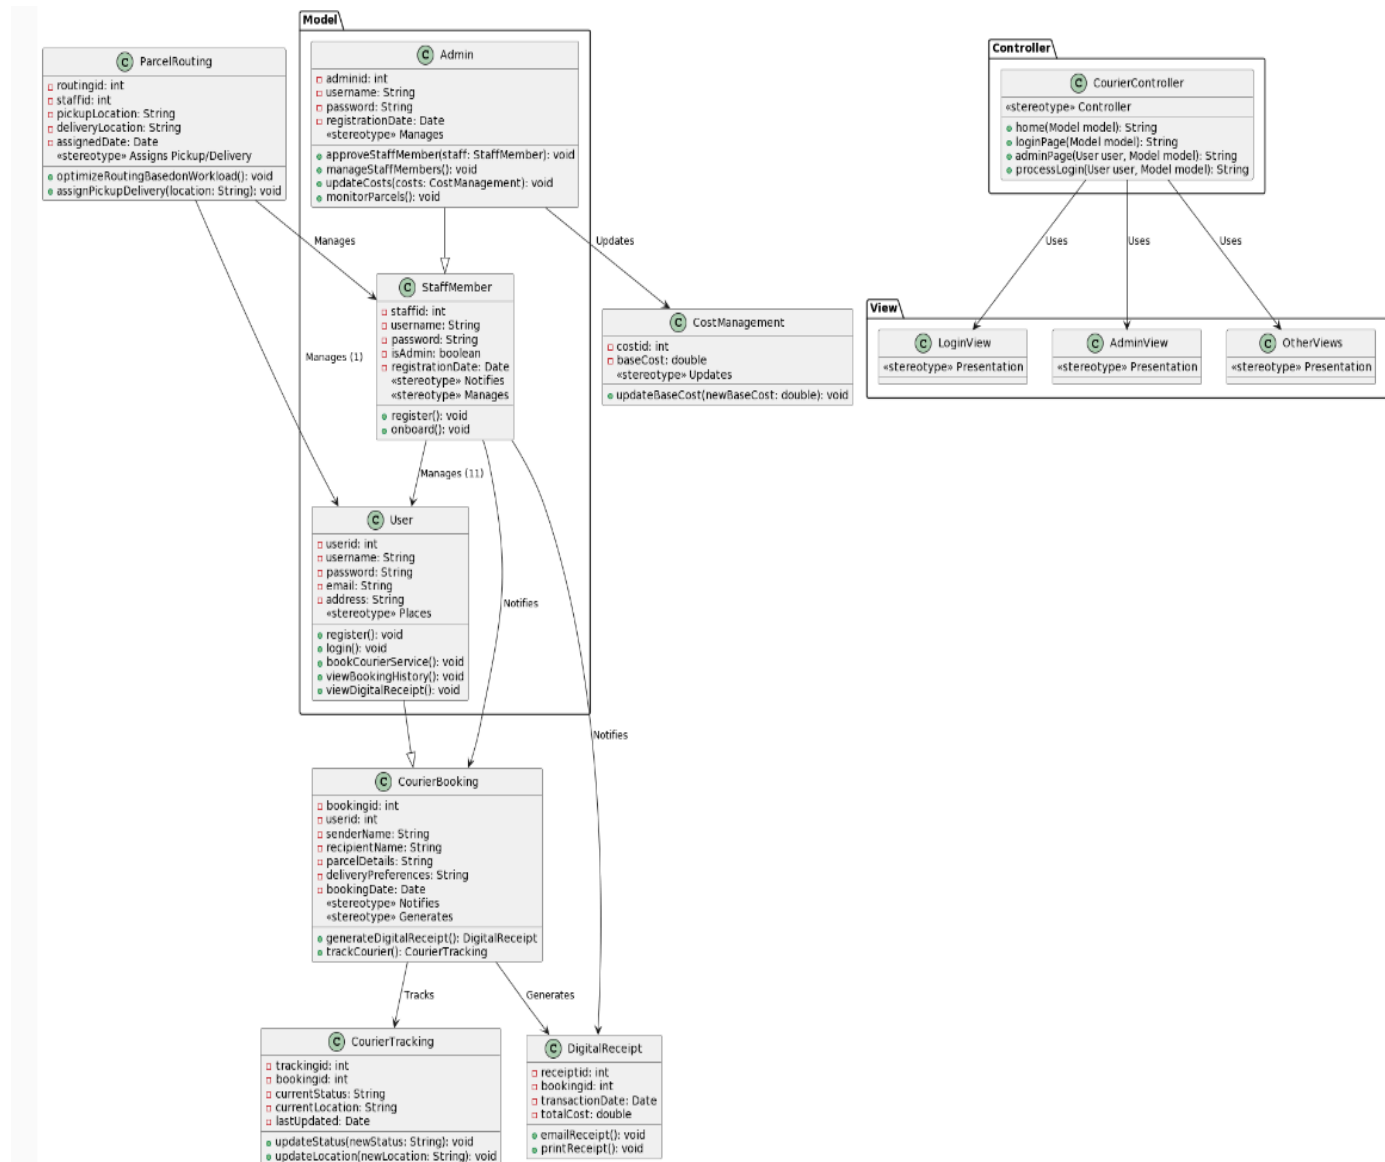 Model
C ParcelRouting
routingid: int
staffid: int
pickupLocation: String
deliveryLocation: String
assignedDate: Date
«stereotype» Assigns Pickup/Delivery
optimizeRoutingBasedonWorkload(): void
assignPickupDelivery(location: String): void
C Admin
adminid: int
username: String
password: String
registrationDate: Date
«stereotype» Manages
approveStaffMember(staff: StaffMember): void
manageStaffMembers(): void
updateCosts(costs: CostManagement): void
monitorParcels(): void
Controller
C CourierController
«stereotype» Controller
home(Model model): String
loginPage(Model model): String
adminPage(User user, Model model): String
processLogin(User user, Model model): String
Manages
Updates
Uses
Uses
Uses
C StaffMember
staffid: int
username: String
password: String
isAdmin: boolean
registrationDate: Date
«stereotype» Notifies
«stereotype» Manages
register(): void
onboard(): void
C CostManagement
costid: int
baseCost: double
«stereotype» Updates
updateBaseCost(newBaseCost: double): void
View
C LoginView
«stereotype» Presentation
C AdminView
«stereotype» Presentation
C OtherViews
«stereotype» Presentation
Manages (1)
Manages (11)
C User
userid: int
username: String
password: String
email: String
address: String
«stereotype» Places
register(): void
login(): void
bookCourierService(): void
viewBookingHistory(): void
viewDigitalReceipt(): void
Notifies
Notifies
C CourierBooking
bookingid: int
userid: int
senderName: String
recipientName: String
parcelDetails: String
deliveryPreferences: String
bookingDate: Date
«stereotype» Notifies
«stereotype» Generates
generateDigitalReceipt(): DigitalReceipt
trackCourier(): CourierTracking
Tracks
Generates
C CourierTracking
trackingid: int
bookingid: int
currentStatus: String
currentLocation: String
lastUpdated: Date
updateStatus(newStatus: String): void
updateLocation(newLocation: String): void
C DigitalReceipt
receiptid: int
bookingid: int
transactionDate: Date
totalCost: double
emailReceipt(): void
printReceipt(): void